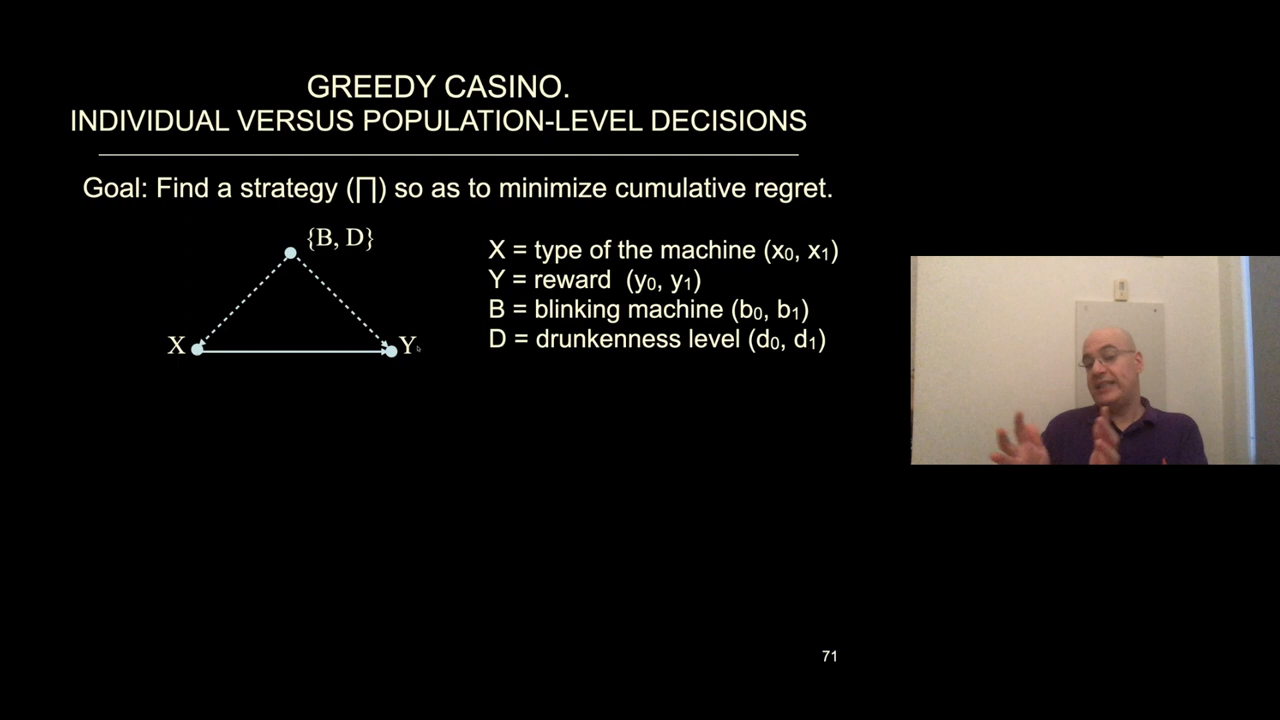 GREEDY CASINO.
INDIVIDUAL VERSUS POPULATION-LEVEL DECISIONS
Goal: Find a strategy (∏) so as to minimize cumulative regret.
{B, D}
X
Y
X = type of the machine (x₀, x₁)
Y = reward (y₀, y₁)
B = blinking machine (b₀, b₁)
D = drunkenness level (d₀, d₁)
71